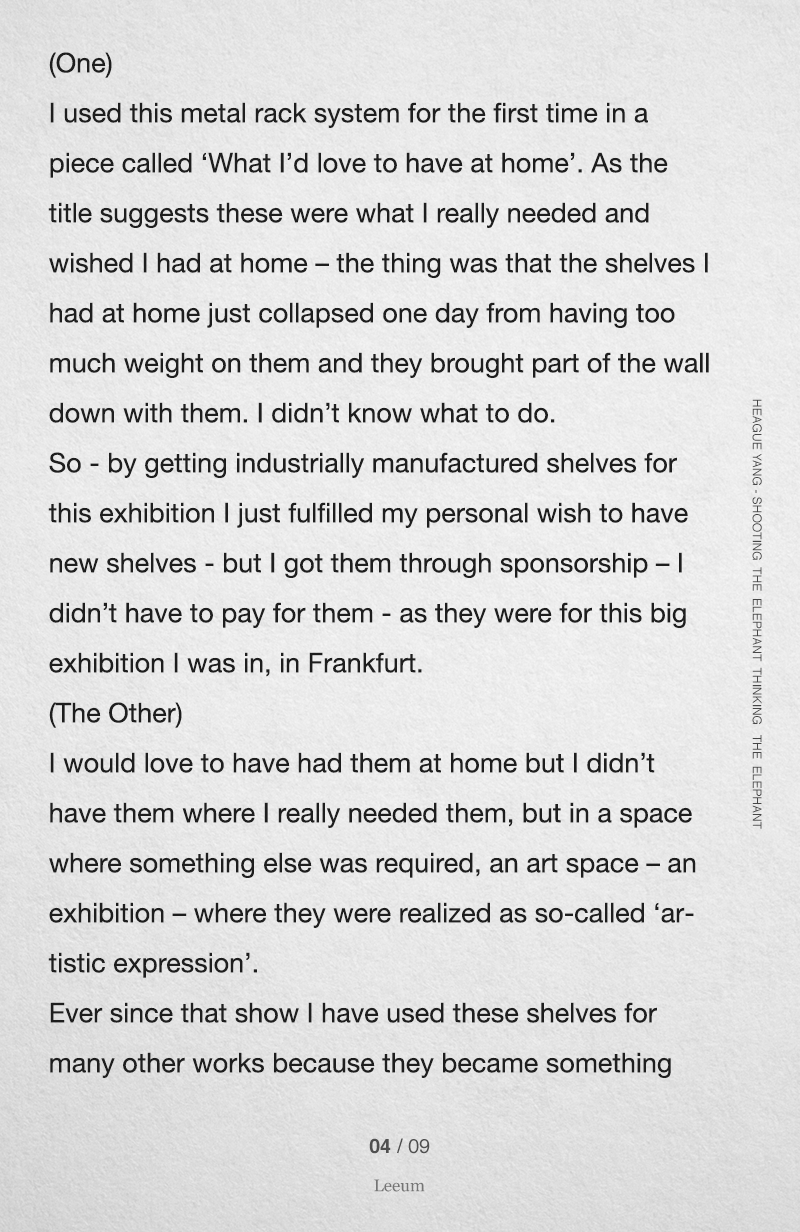 (One)
I used this metal rack system for the first time in a
piece called ‘What I’d love to have at home’. As the
title suggests these were what I really needed and
wished I had at home – the thing was that the shelves I
had at home just collapsed one day from having too
much weight on them and they brought part of the wall
down with them. I didn’t know what to do.
So - by getting industrially manufactured shelves for
this exhibition I just fulfilled my personal wish to have
new shelves - but I got them through sponsorship – I
didn’t have to pay for them - as they were for this big
exhibition I was in, in Frankfurt.
(The Other)
I would love to have had them at home but I didn’t
have them where I really needed them, but in a space
where something else was required, an art space – an
exhibition – where they were realized as so-called ‘ar-
tistic expression’.
Ever since that show I have used these shelves for
many other works because they became something
HEAGUE YANG - SHOOTING THE ELEPHANT THINKING THE ELEPHANT
04 / 09
Leeum